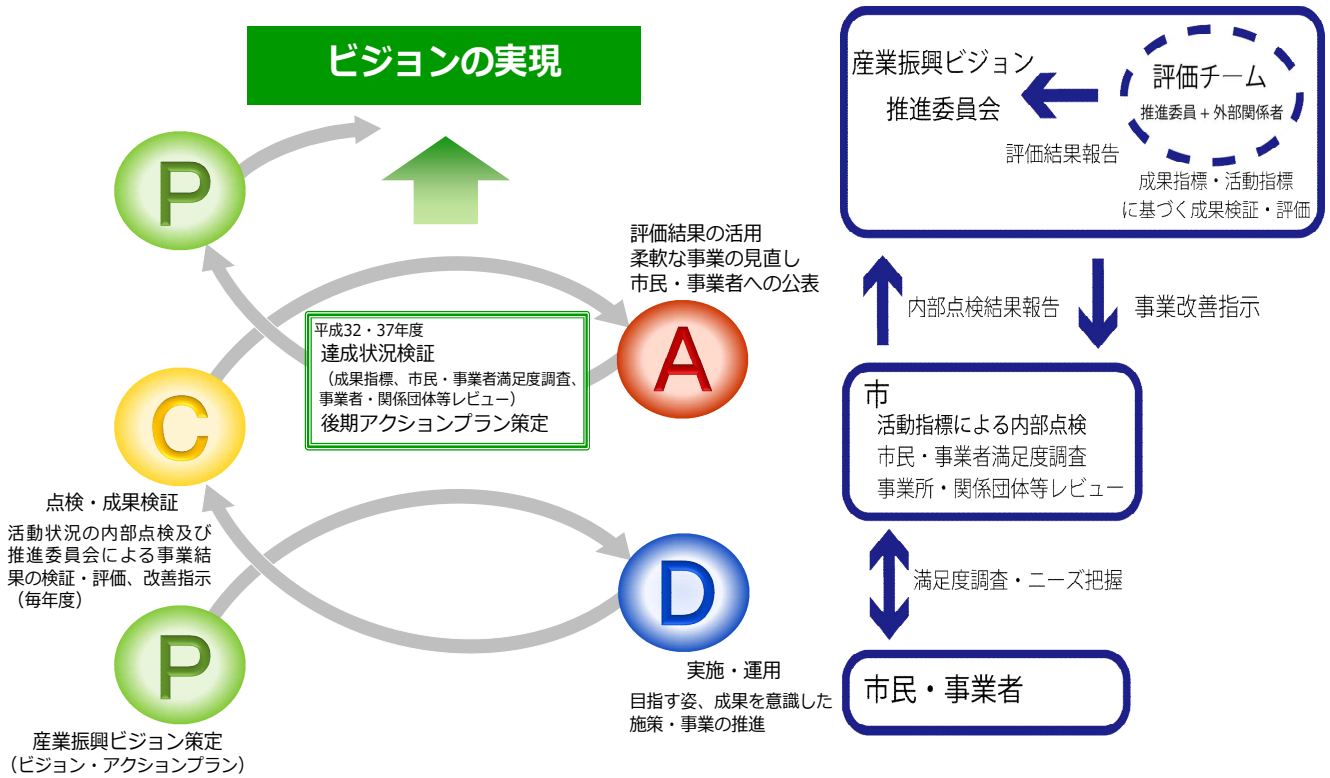 ビジョンの実現
P
評価結果の活用
柔軟な事業の見直し
市民・事業者への公表
A
平成32・37年度
達成状況検証
（成果指標、市民・事業者満足度調査、
事業者・関係団体等レビュー）
後期アクションプラン策定
C
点検・成果検証
活動状況の内部点検及び
推進委員会による事業結
果の検証・評価、改善指示
（毎年度）
D
実施・運用
目指す姿、成果を意識した
施策・事業の推進
P
産業振興ビジョン策定
（ビジョン・アクションプラン）
産業振興ビジョン
推進委員会
評価チーム
推進委員＋外部関係者
評価結果報告
成果指標・活動指標
に基づく成果検証・評価
内部点検結果報告
事業改善指示
市
活動指標による内部点検
市民・事業者満足度調査
事業所・関係団体等レビュー
満足度調査・ニーズ把握
市民・事業者